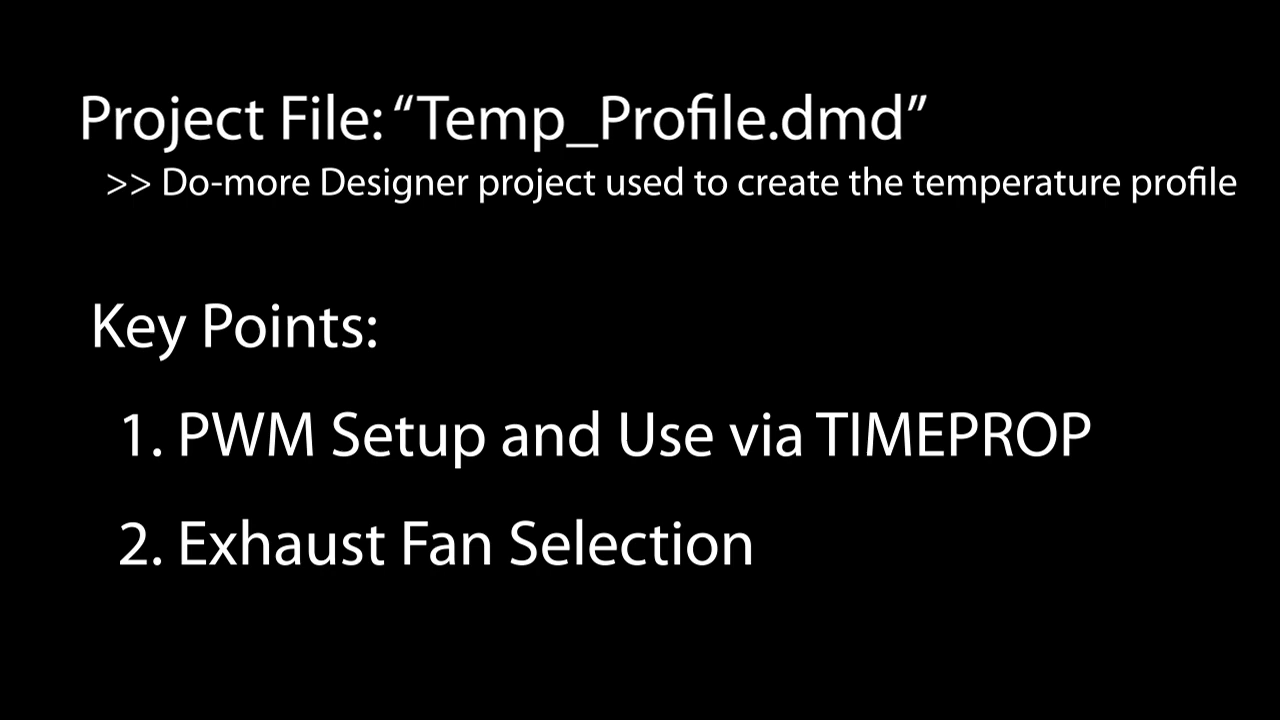 Project File: “Temp_Profile.dmd”
>> Do-more Designer project used to create the temperature profile
Key Points:
1. PWM Setup and Use via TIMEPROP
2. Exhaust Fan Selection